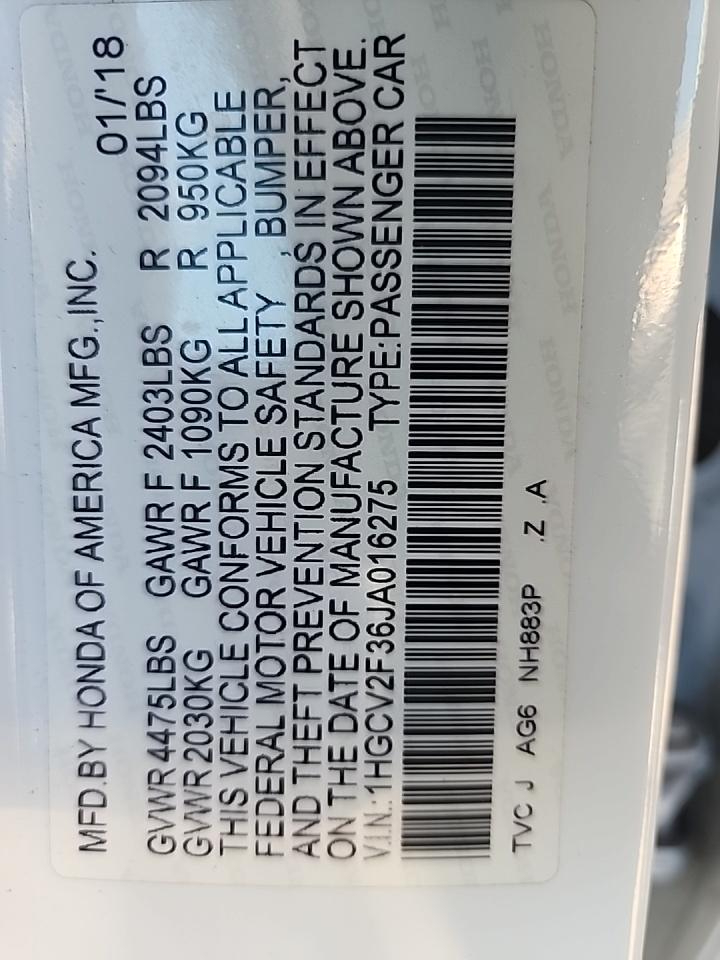 MFD.BY HONDA OF AMERICA MFG.,INC. 01/'18
GVWR 4475LBS GAWR F 2403LBS R 2094LBS
GVWR 2030KG GAWR F 1090KG R 950KG
THIS VEHICLE CONFORMS TO ALL APPLICABLE
FEDERAL MOTOR VEHICLE SAFETY , BUMPER,
AND THEFT PREVENTION STANDARDS IN EFFECT
ON THE DATE OF MANUFACTURE SHOWN ABOVE.
V.I.N.: 1HGCV2F36JA016275 TYPE:PASSENGER CAR
TVC J AG6 NH883P .Z .A